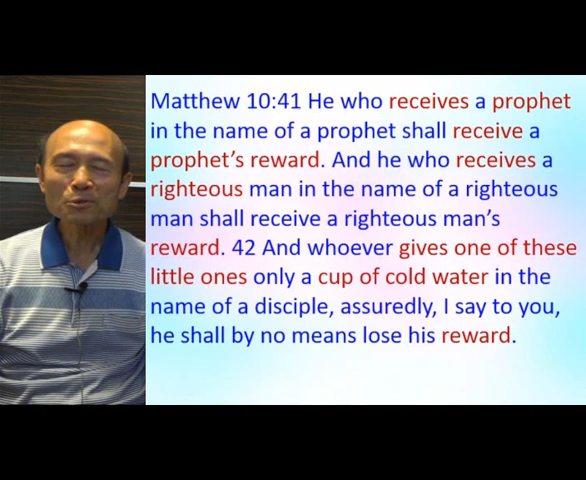 Matthew 10:41 He who receives a prophet
in the name of a prophet shall receive a
prophet's reward. And he who receives a
righteous man in the name of a righteous
man shall receive a righteous man's
reward. 42 And whoever gives one of these
little ones only a cup of cold water in the
name of a disciple, assuredly, I say to you,
he shall by no means lose his reward.